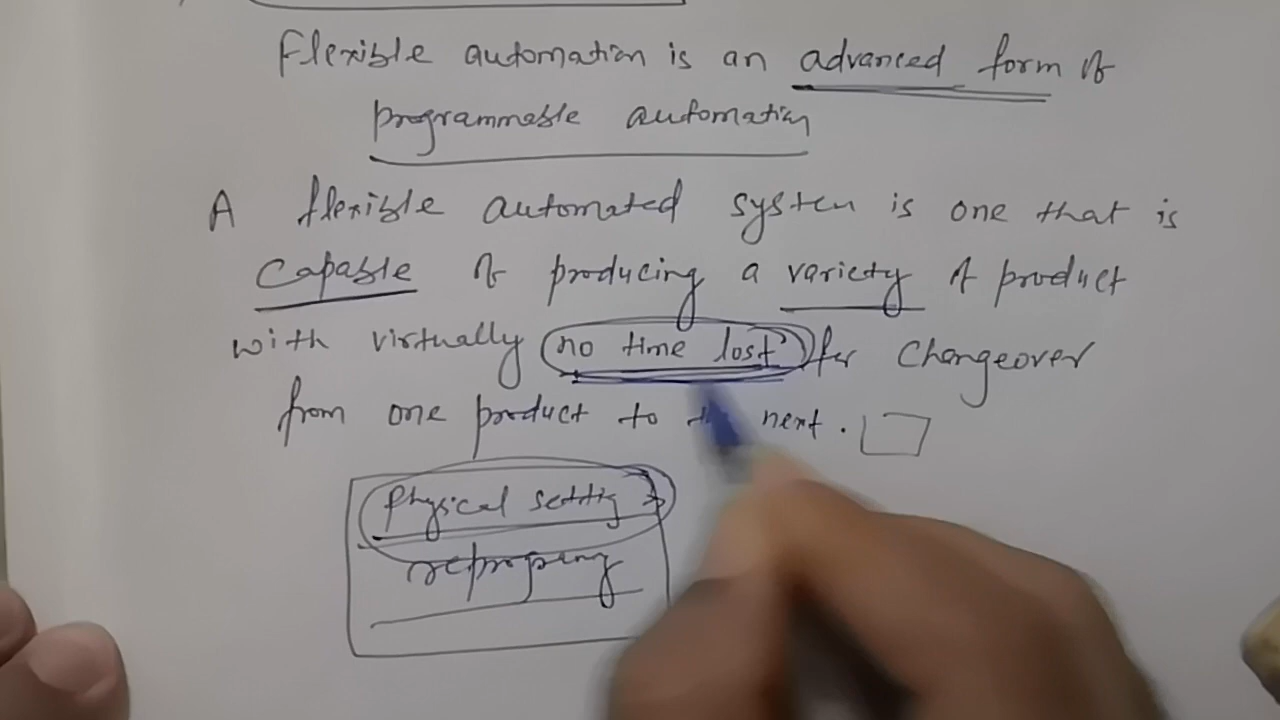 Flexible automation is an advanced form of
programmable automation
A flexible automated system is one that is
capable of producing a variety of product
with virtually no time lost for changeover
from one product to the next.
Physical setting